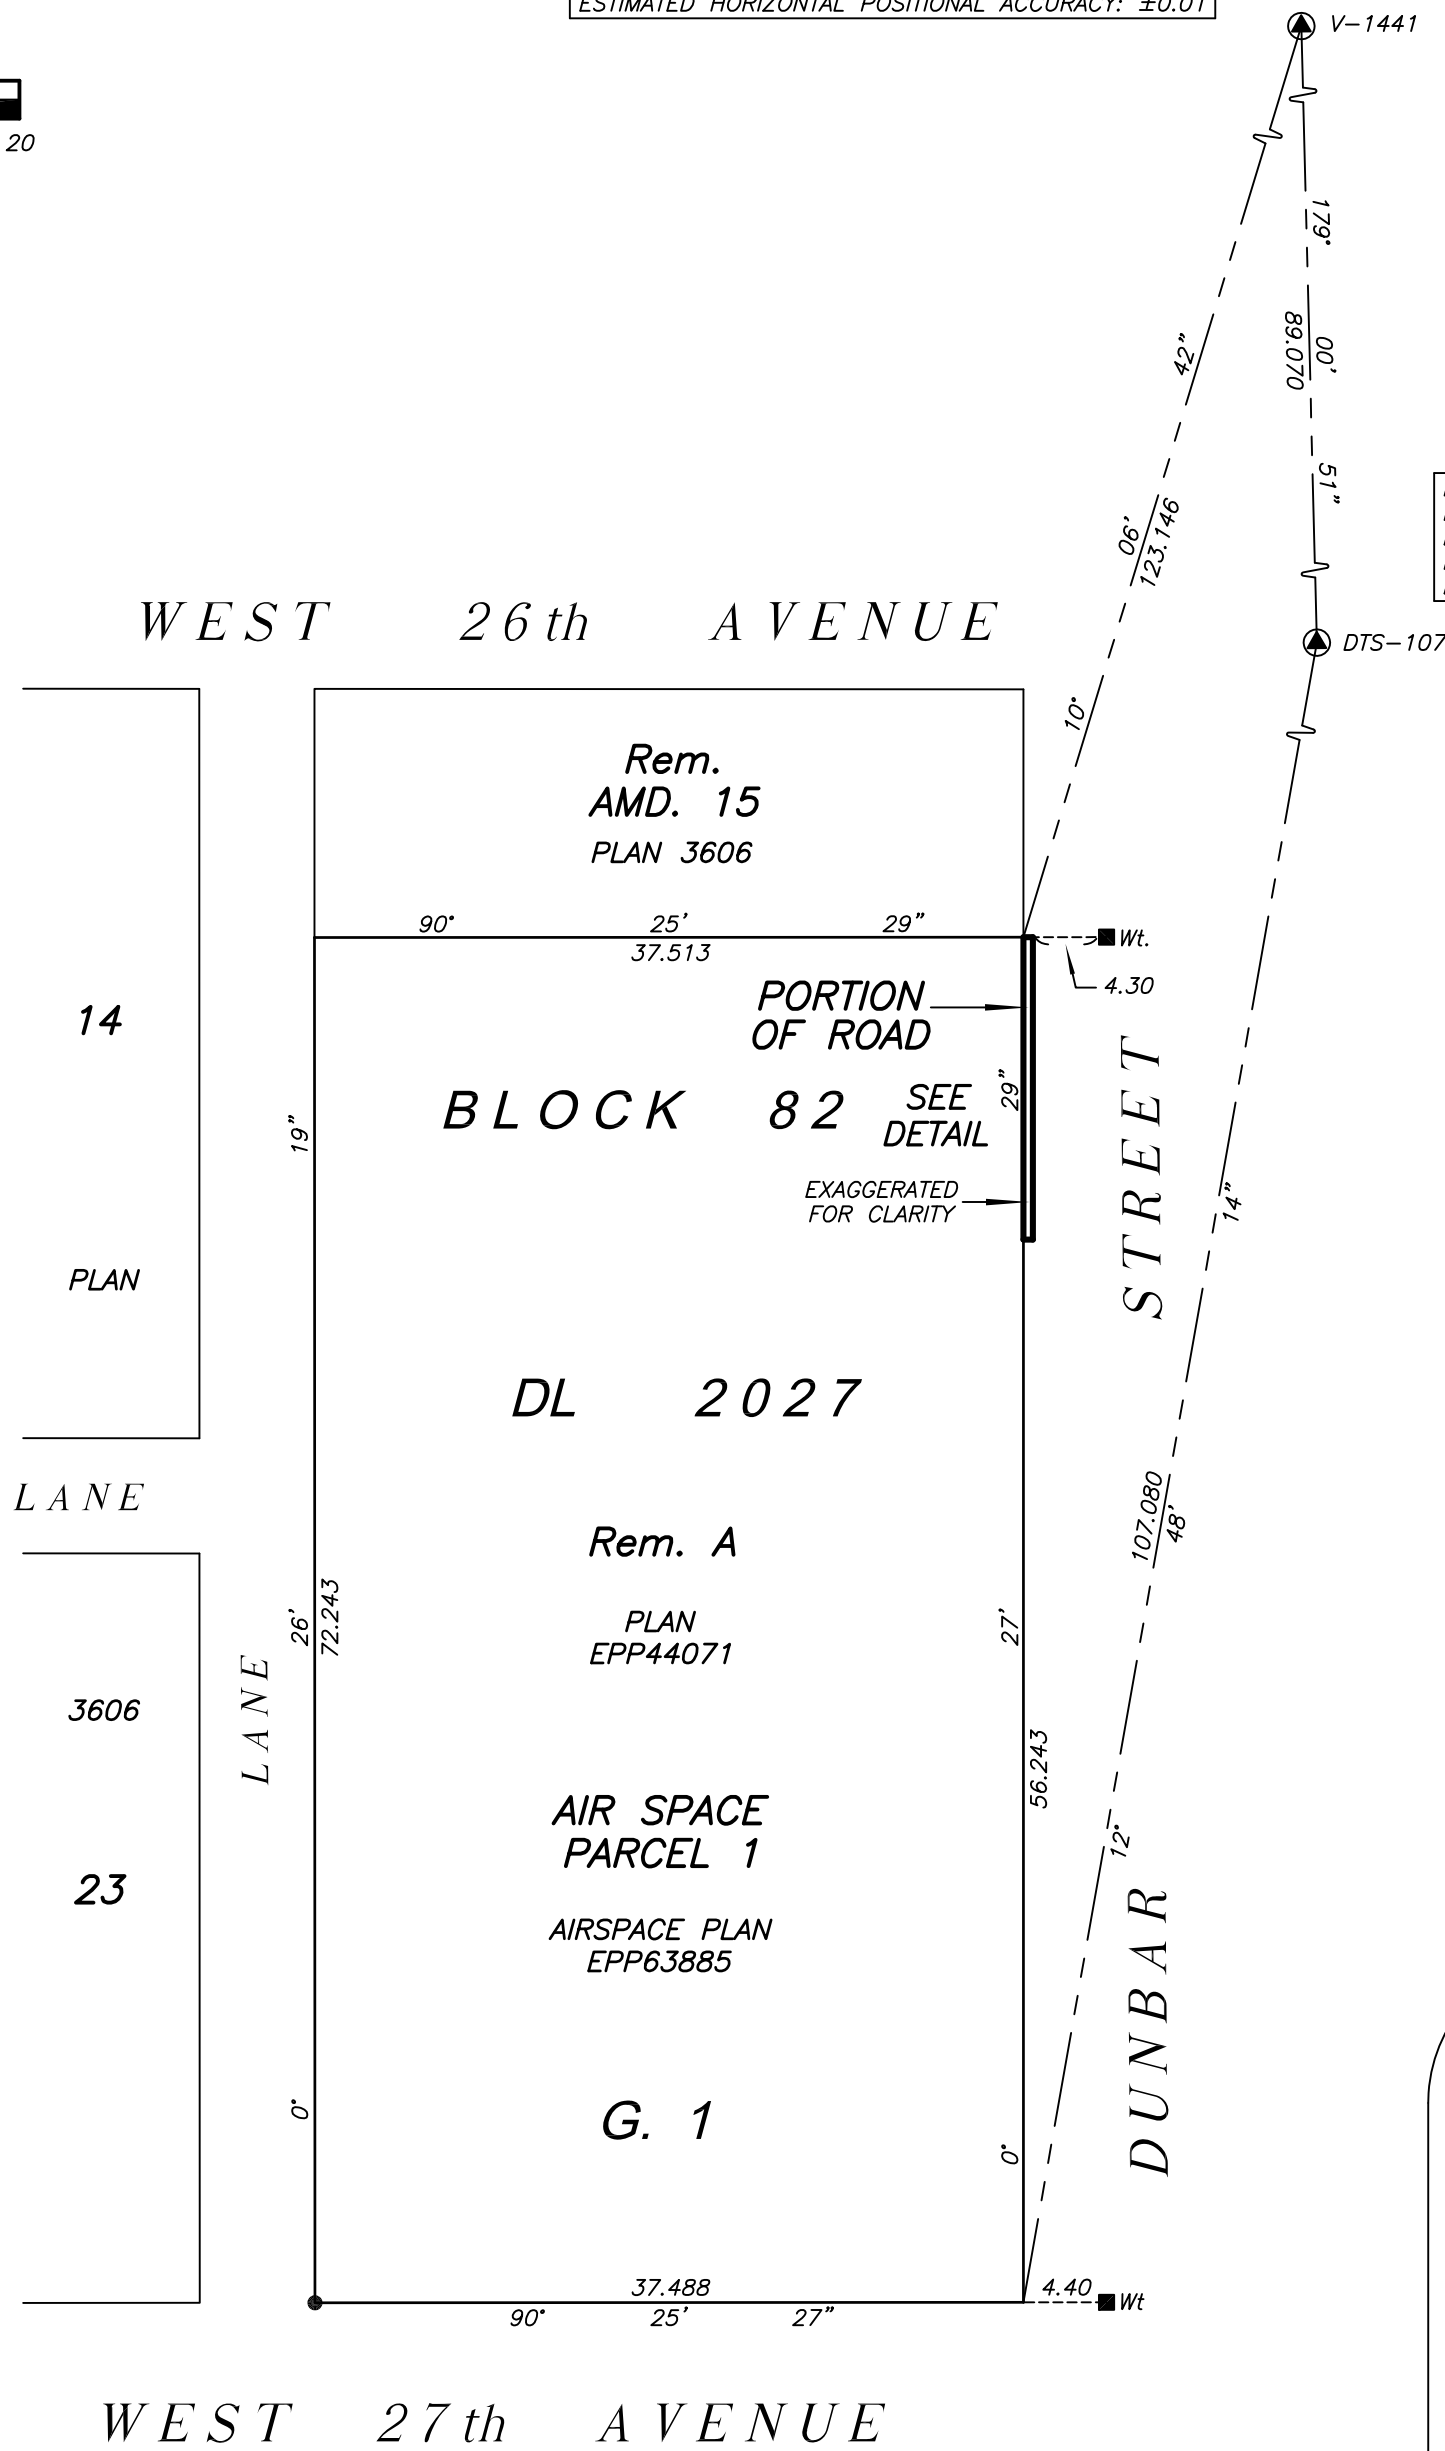 ESTIMATED HORIZONTAL POSITIONAL ACCURACY: ±0.01
V-1441
20
179° 00' 51"
89.070
10° 06' 42"
123.146
DTS-107
WEST 26th AVENUE
Rem.
AMD. 15
PLAN 3606
90° 25' 29"
37.513
Wt.
4.30
PORTION
OF ROAD
14
BLOCK 82
SEE
DETAIL
EXAGGERATED
FOR CLARITY
0° 26' 19"
72.243
0° 27' 29"
56.243
12° 48' 14"
107.080
PLAN
DL 2027
LANE
Rem. A
PLAN
EPP44071
3606
LANE
AIR SPACE
PARCEL 1
23
AIRSPACE PLAN
EPP63885
DUNBAR STREET
G. 1
37.488
90° 25' 27"
4.40
Wt
WEST 27th AVENUE